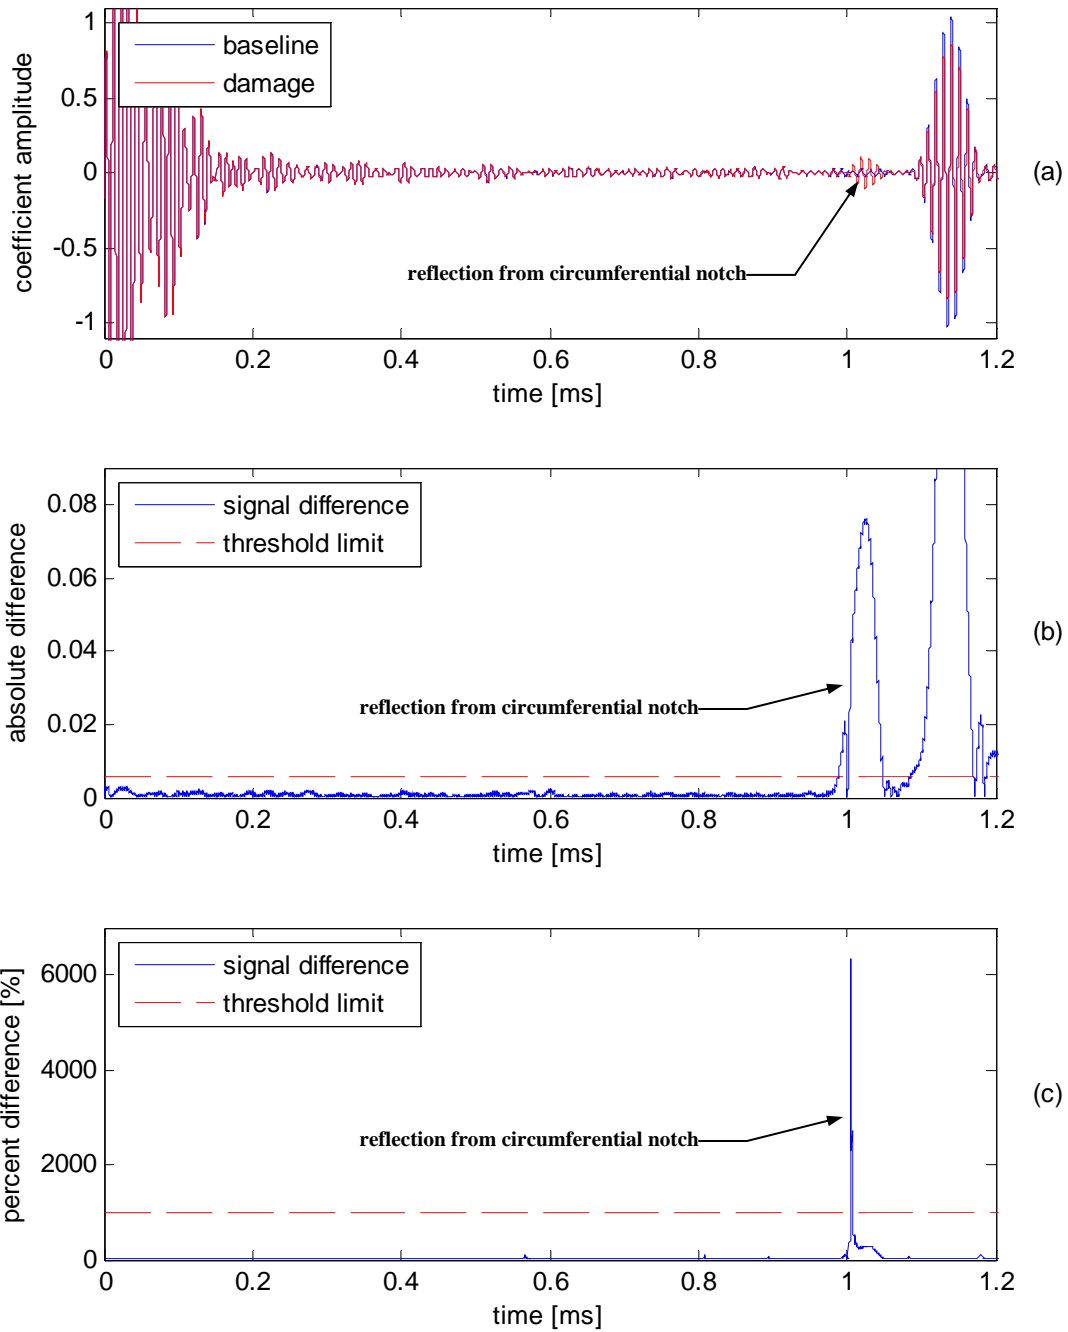 1
0.5
0
-0.5
-1
coefficient amplitude
baseline
damage
reflection from circumferential notch
(a)
0 0.2 0.4 0.6 0.8 1 1.2
time [ms]
0.08
0.06
0.04
0.02
0
absolute difference
signal difference
threshold limit
reflection from circumferential notch
(b)
0 0.2 0.4 0.6 0.8 1 1.2
time [ms]
6000
4000
2000
0
percent difference [%]
signal difference
threshold limit
reflection from circumferential notch
(c)
0 0.2 0.4 0.6 0.8 1 1.2
time [ms]